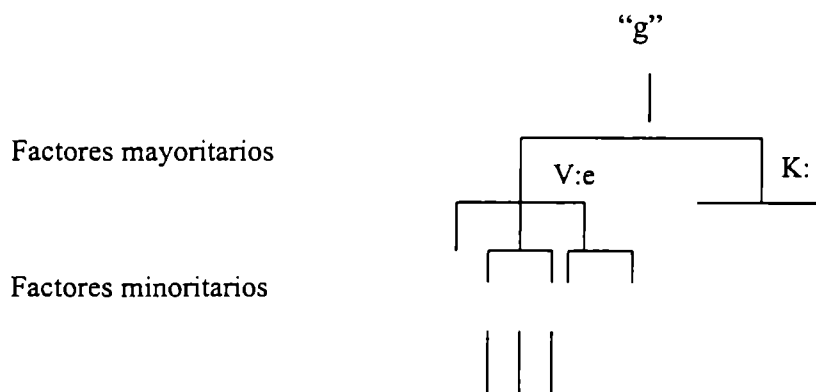 “g”
Factores mayoritarios
V:e
K:
Factores minoritarios